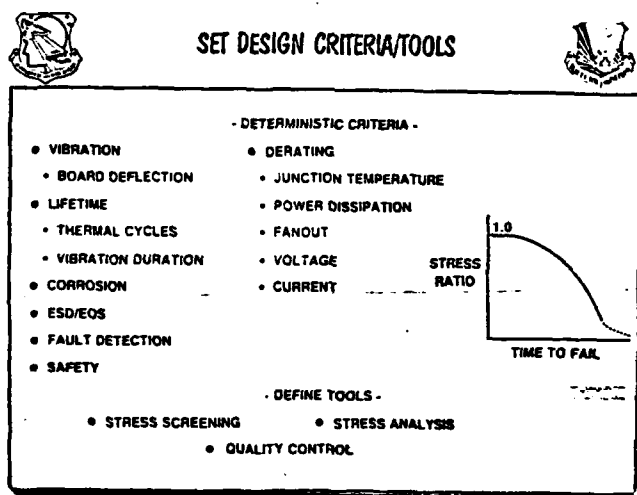 SET DESIGN CRITERIA/TOOLS
- DETERMINISTIC CRITERIA -
• VIBRATION
• BOARD DEFLECTION
• LIFETIME
• THERMAL CYCLES
• VIBRATION DURATION
• CORROSION
• ESD/EOS
• FAULT DETECTION
• SAFETY
• DERATING
• JUNCTION TEMPERATURE
• POWER DISSIPATION
• FANOUT
• VOLTAGE
• CURRENT
1.0
STRESS
RATIO
TIME TO FAIL
- DEFINE TOOLS -
• STRESS SCREENING
• STRESS ANALYSIS
• QUALITY CONTROL